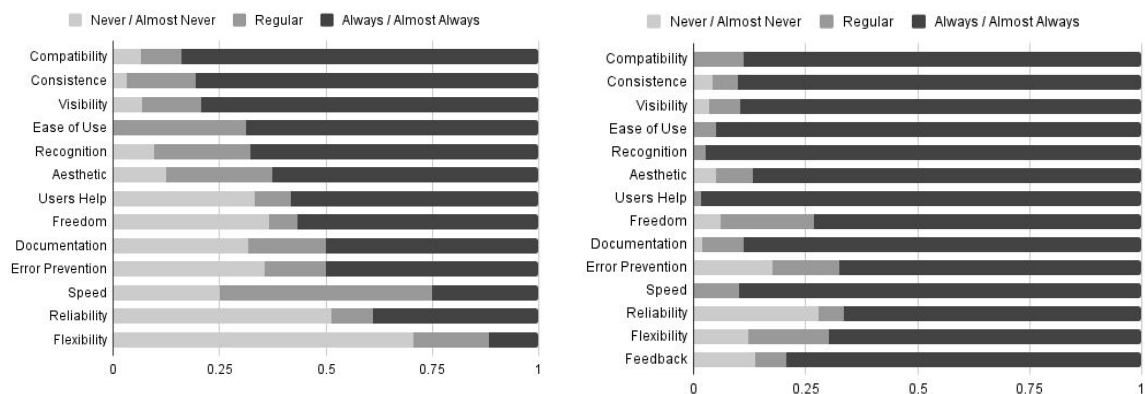 Never / Almost Never Regular Always / Almost Always
Compatibility
Consistence
Visibility
Ease of Use
Recognition
Aesthetic
Users Help
Freedom
Documentation
Error Prevention
Speed
Reliability
Flexibility
0 0.25 0.5 0.75 1
Never / Almost Never Regular Always / Almost Always
Compatibility
Consistence
Visibility
Ease of Use
Recognition
Aesthetic
Users Help
Freedom
Documentation
Error Prevention
Speed
Reliability
Flexibility
Feedback
0 0.25 0.5 0.75 1